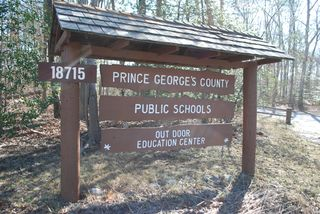 18715
PRINCE GEORGE'S COUNTY
PUBLIC SCHOOLS
OUT DOOR
EDUCATION CENTER